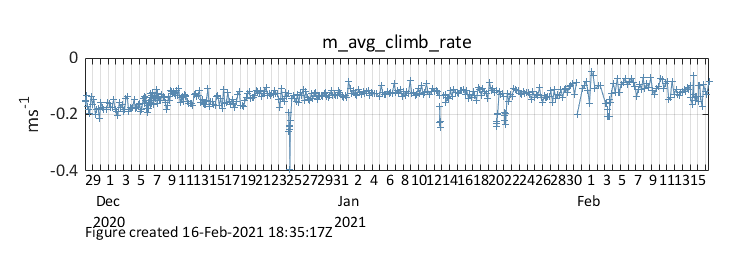 m_avg_climb_rate
0
-0.2
-0.4
ms-1
29 1 3 5 7 9 11 13 15 17 19 21 23 25 27 29 31 2 4 6 8 10 12 14 16 18 20 22 24 26 28 30 1 3 5 7 9 11 13 15
Dec Jan Feb
2020 2021
Figure created 16-Feb-2021 18:35:17Z